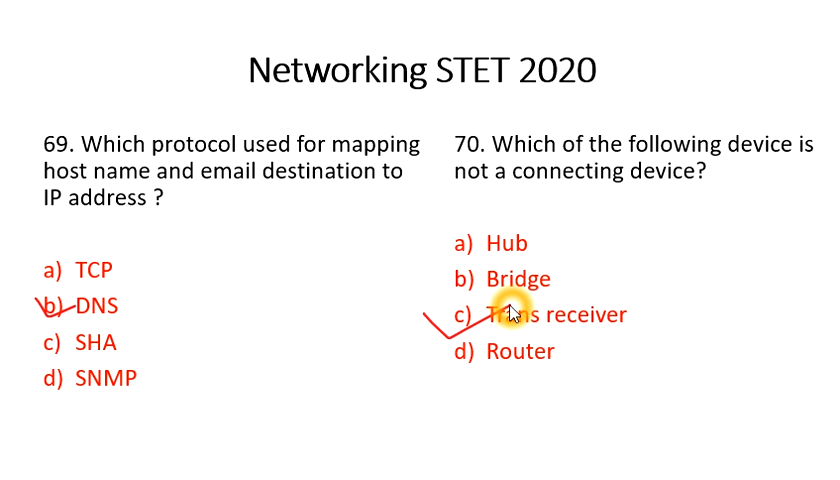 Networking STET 2020
69. Which protocol used for mapping
host name and email destination to
IP address ?
a) TCP
b) DNS
c) SHA
d) SNMP
70. Which of the following device is
not a connecting device?
a) Hub
b) Bridge
c) Trans receiver
d) Router